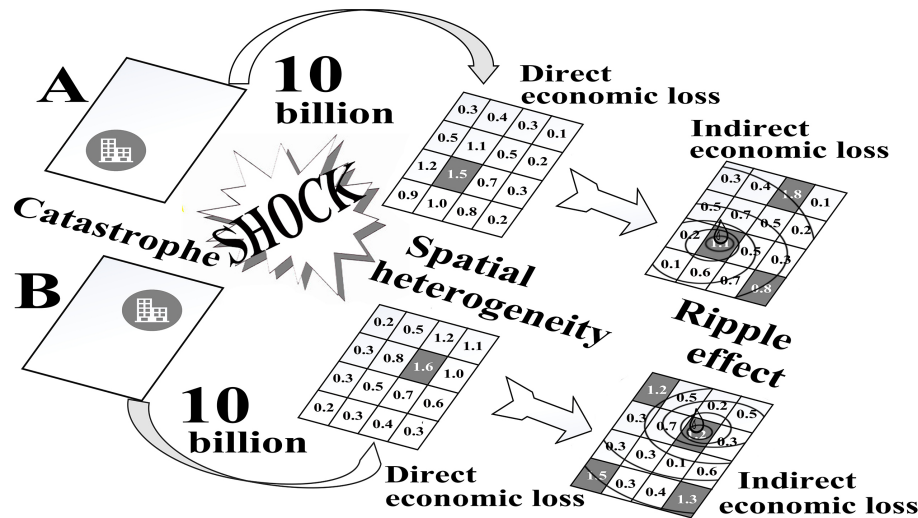 A
10
billion
Direct
economic loss
0.3 0.4 0.3 0.1
0.5 1.1 0.5 0.2
1.2 1.5 0.7 0.3
0.9 1.0 0.8 0.2
Indirect
economic loss
0.3 0.4 1.8 0.1
0.5 0.7 0.5 0.2
0.2 0.5 0.3
0.1 0.6 0.7 0.8
Catastrophe
SHOCK
Spatial
heterogeneity
Ripple
effect
B
10
billion
0.2 0.5 1.2 1.1
0.3 0.8 1.6 1.0
0.3 0.5 0.7 0.6
0.2 0.3 0.4 0.3
Direct
economic loss
1.2 0.5 0.2 0.5
0.3 0.7 0.3
0.3 0.3 0.1 0.6
1.5 0.3 0.4 1.3
Indirect
economic loss